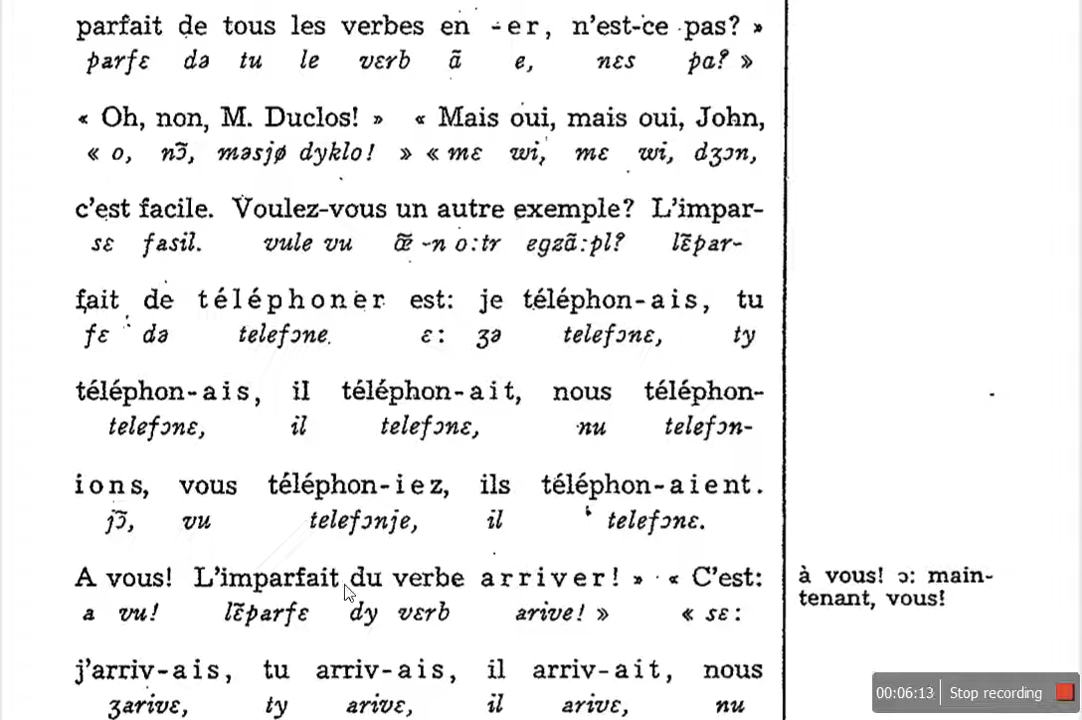 parfait de tous les verbes en -er, n'est-ce pas? »
parfɛ də tu le vɛrb ã e, nɛs pa? »
« Oh, non, M. Duclos! » « Mais oui, mais oui, John,
« o, nɔ̃, məsjø dyklo! » « mɛ wi, mɛ wi, dʒɔn,
c'est facile. Voulez-vous un autre exemple? L'impar-
sɛ fasil. vule vu œ̃ -n o:tr egzã:pl? lɛ̃par-
fait de téléphoner est: je téléphon-ais, tu
fɛ də telefɔne. ɛ: ʒə telefɔnɛ, ty
téléphon-ais, il téléphon-ait, nous téléphon-
telefɔnɛ, il telefɔnɛ, nu telefɔn-
ions, vous téléphon-iez, ils téléphon-aient.
jɔ̃, vu telefɔnje, il telefɔnɛ.
A vous! L'imparfait du verbe arriver! » « C'est:
a vu! lɛ̃parfɛ dy vɛrb arive! » « sɛ:
j'arriv-ais, tu arriv-ais, il arriv-ait, nous
ʒarivɛ, ty arivɛ, il arivɛ, nu
à vous! ɔ: main-
tenant, vous!
00:06:13 Stop recording